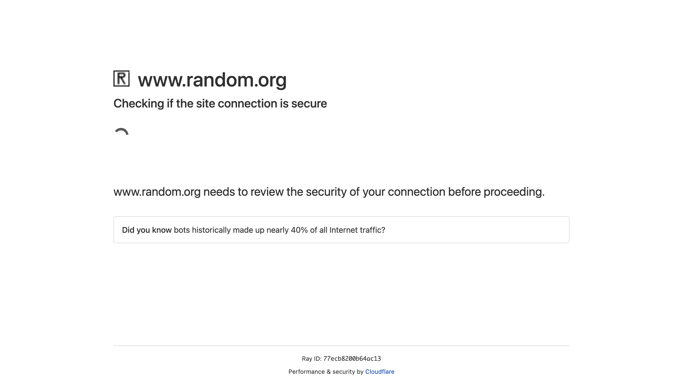 R www.random.org
Checking if the site connection is secure
www.random.org needs to review the security of your connection before proceeding.
Did you know bots historically made up nearly 40% of all Internet traffic?
Ray ID: 77ecb8200b64ac13
Performance & security by Cloudflare